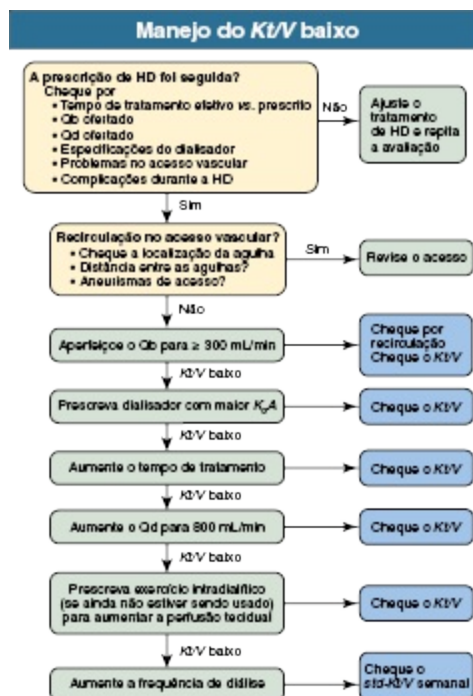 Manejo do Kt/V baixo
A prescrição de HD foi seguida?
Cheque por
• Tempo de tratamento efetivo vs. prescrito
• Qb ofertado
• Qd ofertado
• Especificações do dialisador
• Problemas no acesso vascular
• Complicações durante a HD
Não
Ajuste o
tratamento
de HD e repita
a avaliação
Sim
Recirculação no acesso vascular?
• Cheque a localização da agulha
• Distância entre as agulhas?
• Aneurismas de acesso?
Sim
Revise o acesso
Não
Aperfeiçoe o Qb para ≥ 300 mL/min
Cheque por
recirculação
Cheque o Kt/V
Kt/V baixo
Prescreva dialisador com maior K₀A
Cheque o Kt/V
Kt/V baixo
Aumente o tempo de tratamento
Cheque o Kt/V
Kt/V baixo
Aumente o Qd para 800 mL/min
Cheque o Kt/V
Kt/V baixo
Prescreva exercício intradialítico
(se ainda não estiver sendo usado)
para aumentar a perfusão tecidual
Cheque o Kt/V
Kt/V baixo
Aumente a frequência de diálise
Cheque o
std-Kt/V semanal